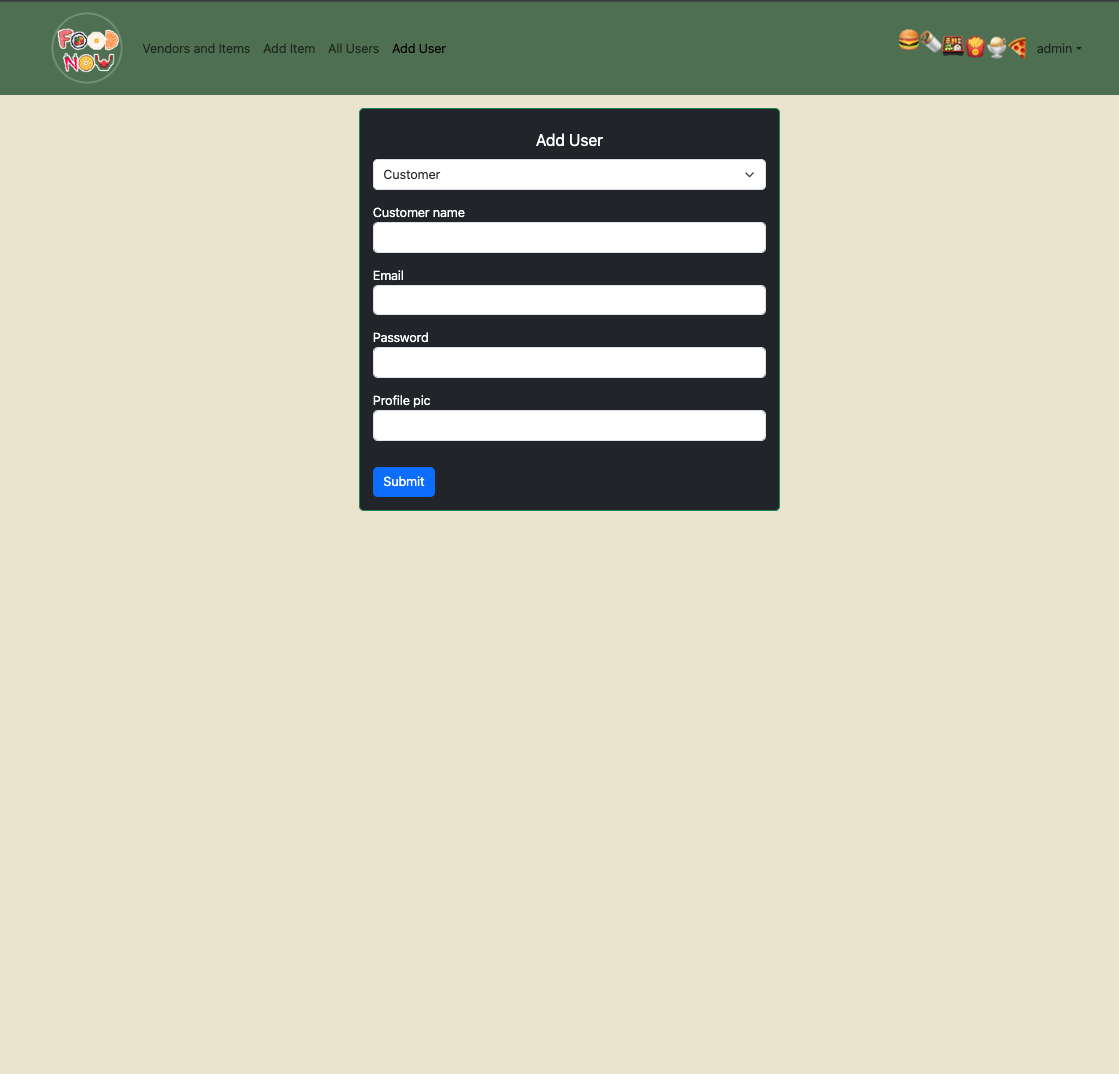 FOOD
NOW
Vendors and Items Add Item All Users Add User admin
Add User
Customer
Customer name
Email
Password
Profile pic
Submit